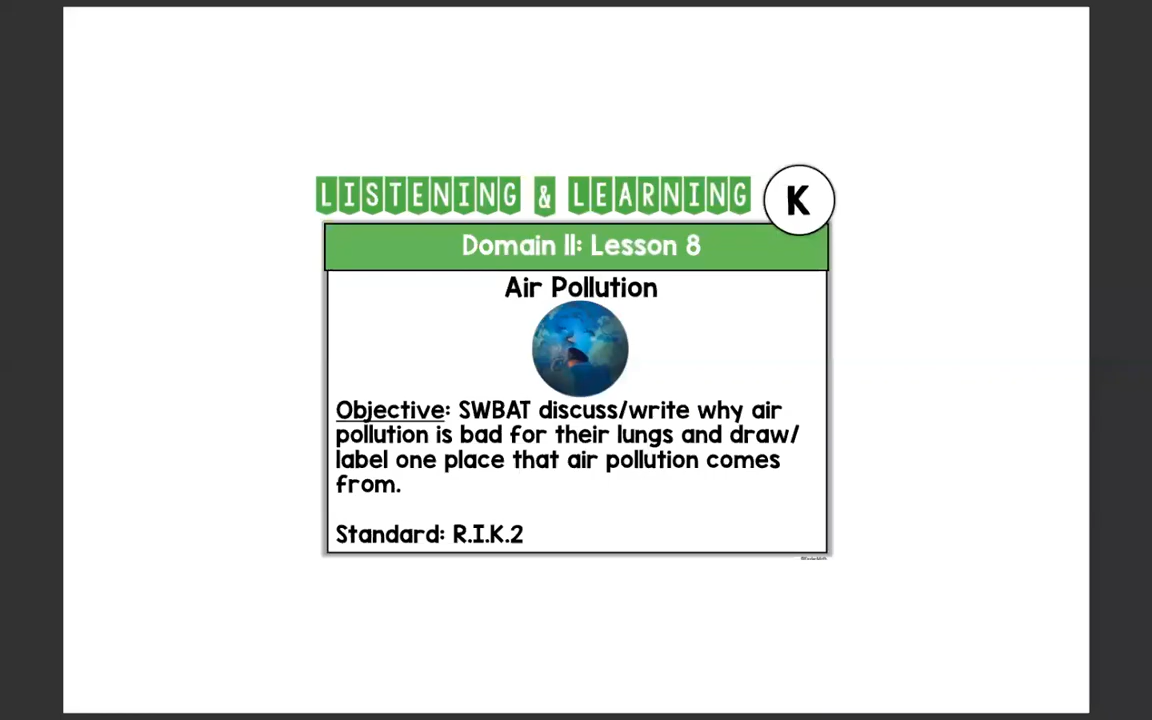 LISTENING & LEARNING
K
Domain 11: Lesson 8
Air Pollution
Objective: SWBAT discuss/write why air
pollution is bad for their lungs and draw/
label one place that air pollution comes
from.
Standard: R.I.K.2